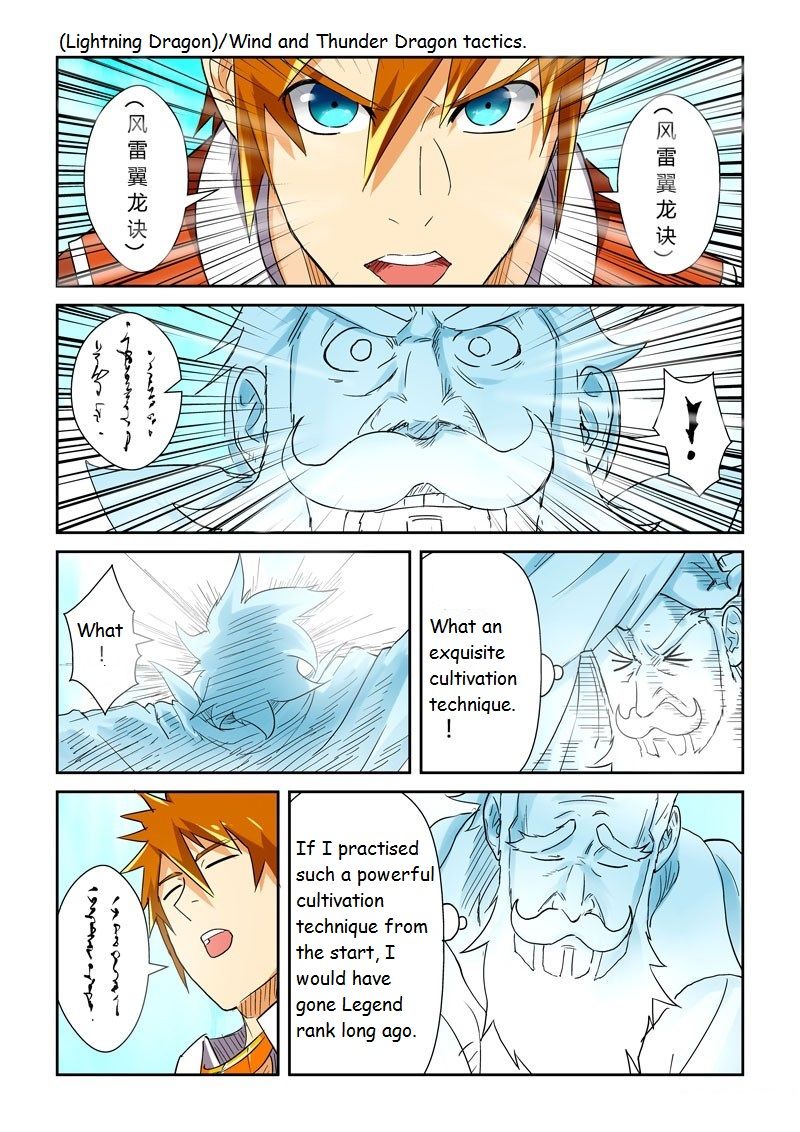 (Lightning Dragon)/Wind and Thunder Dragon tactics.
（风雷翼龙诀）
（风雷翼龙诀）
!
What
!
What an
exquisite
cultivation
technique.
!
If I practised
such a powerful
cultivation
technique from
the start, I
would have
gone Legend
rank long ago.